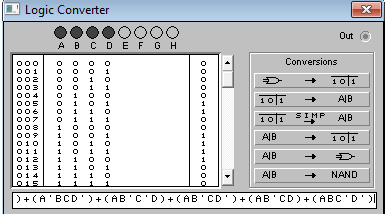 Logic Converter
Out
A B C D E F G H
000 0 0 0 0 0
001 0 0 0 1 0
002 0 0 1 0 0
003 0 0 1 1 0
004 0 1 0 0 0
005 0 1 0 1 1
006 0 1 1 0 1
007 0 1 1 1 0
008 1 0 0 0 0
009 1 0 0 1 1
010 1 0 1 0 1
011 1 0 1 1 1
012 1 1 0 0 1
013 1 1 0 1 0
014 1 1 1 0 0
015 1 1 1 1 0
Conversions
→ 1 0 1
1 0 1 → A|B
1 0 1 SIMP → A|B
A|B → 1 0 1
A|B →
A|B → NAND
)+(A'BCD')+(AB'C'D)+(AB'CD')+(AB'CD)+(ABC'D')